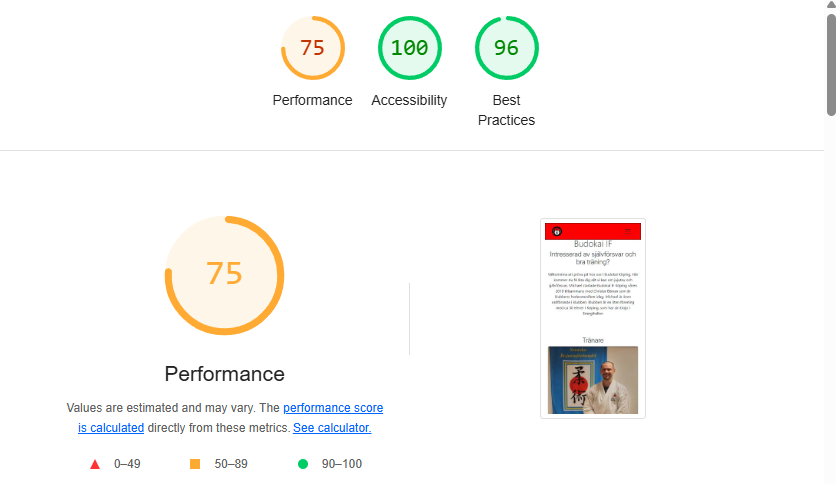 75
100
96
Performance
Accessibility
Best
Practices
75
Performance
Values are estimated and may vary. The performance score
is calculated directly from these metrics. See calculator.
0–49
50–89
90–100
Budokai IF
Intresserad av självförsvar och
bra träning?
Tränare